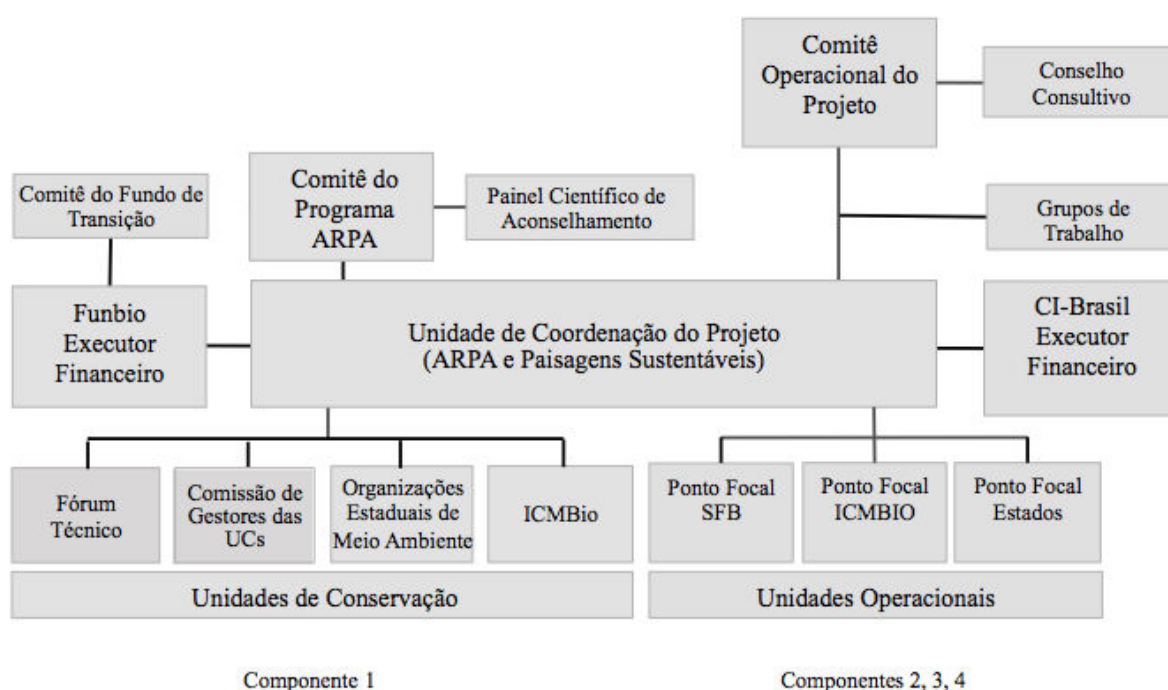 Comitê
Operacional do
Projeto
Conselho
Consultivo
Comitê do Fundo de
Transição
Comitê do
Programa
ARPA
Painel Científico de
Aconselhamento
Grupos de
Trabalho
Funbio
Executor
Financeiro
Unidade de Coordenação do Projeto
(ARPA e Paisagens Sustentáveis)
CI-Brasil
Executor
Financeiro
Fórum
Técnico
Comissão de
Gestores das
UCs
Organizações
Estaduais de
Meio Ambiente
ICMBio
Ponto Focal
SFB
Ponto Focal
ICMBIO
Ponto Focal
Estados
Unidades de Conservação
Unidades Operacionais
Componente 1
Componentes 2, 3, 4